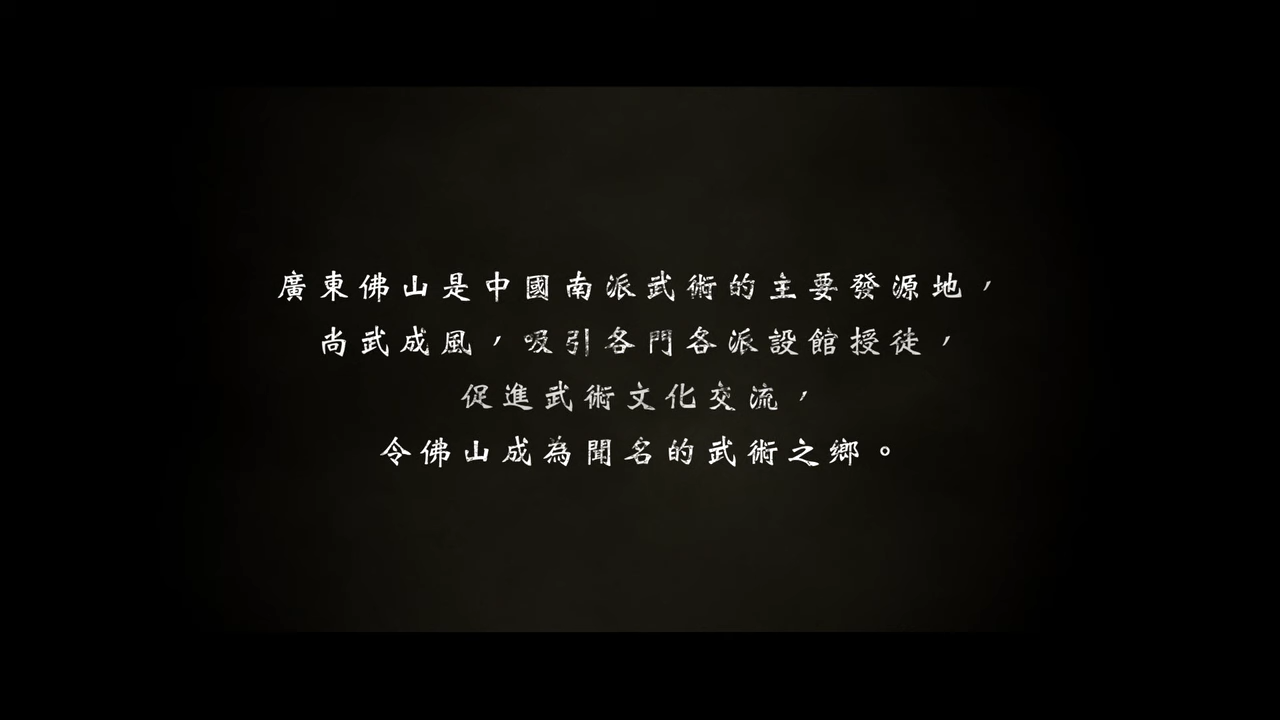 廣東佛山是中國南派武術的主要發源地，
尚武成風，吸引各門各派設館授徒，
促進武術文化交流，
令佛山成為聞名的武術之鄉。